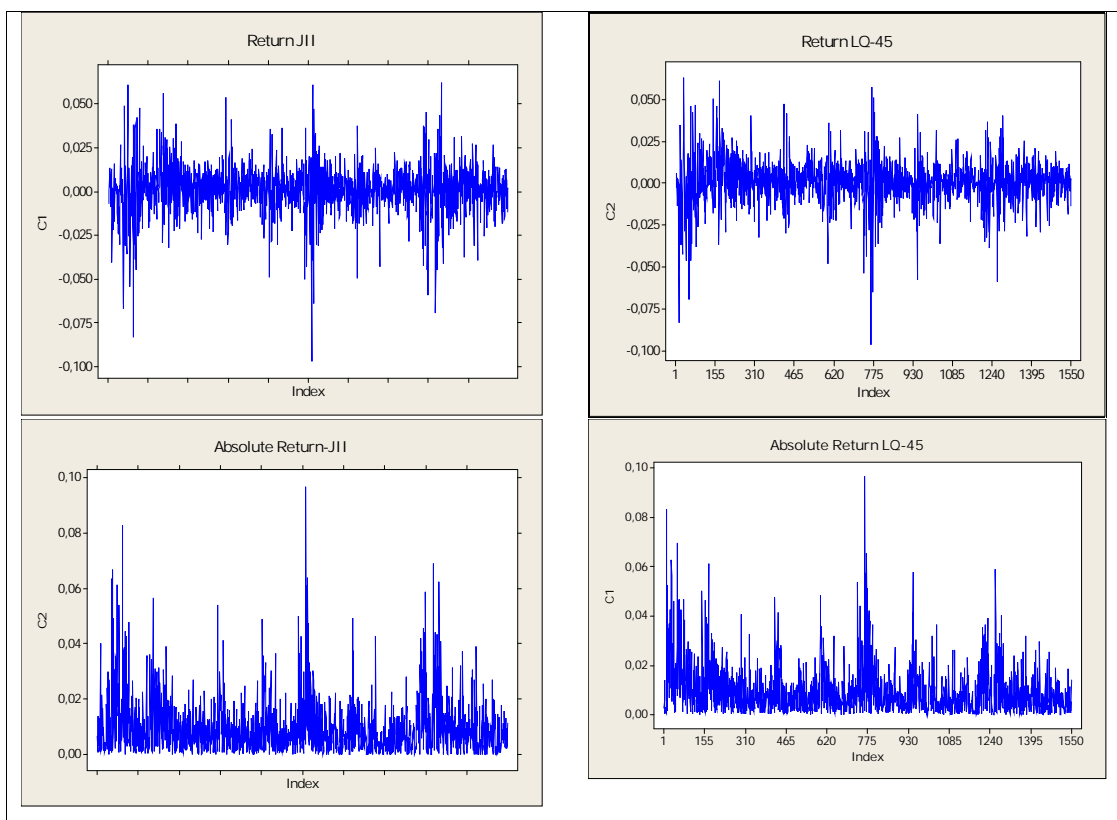 Return JII
0,050
0,025
0,000
-0,025
-0,050
-0,075
-0,100
C1
Index
Return LQ-45
0,050
0,025
0,000
-0,025
-0,050
-0,075
-0,100
C2
1 155 310 465 620 775 930 1085 1240 1395 1550
Index
Absolute Return-JII
0,10
0,08
0,06
0,04
0,02
0,00
C2
Index
Absolute Return LQ-45
0,10
0,08
0,06
0,04
0,02
0,00
C1
1 155 310 465 620 775 930 1085 1240 1395 1550
Index